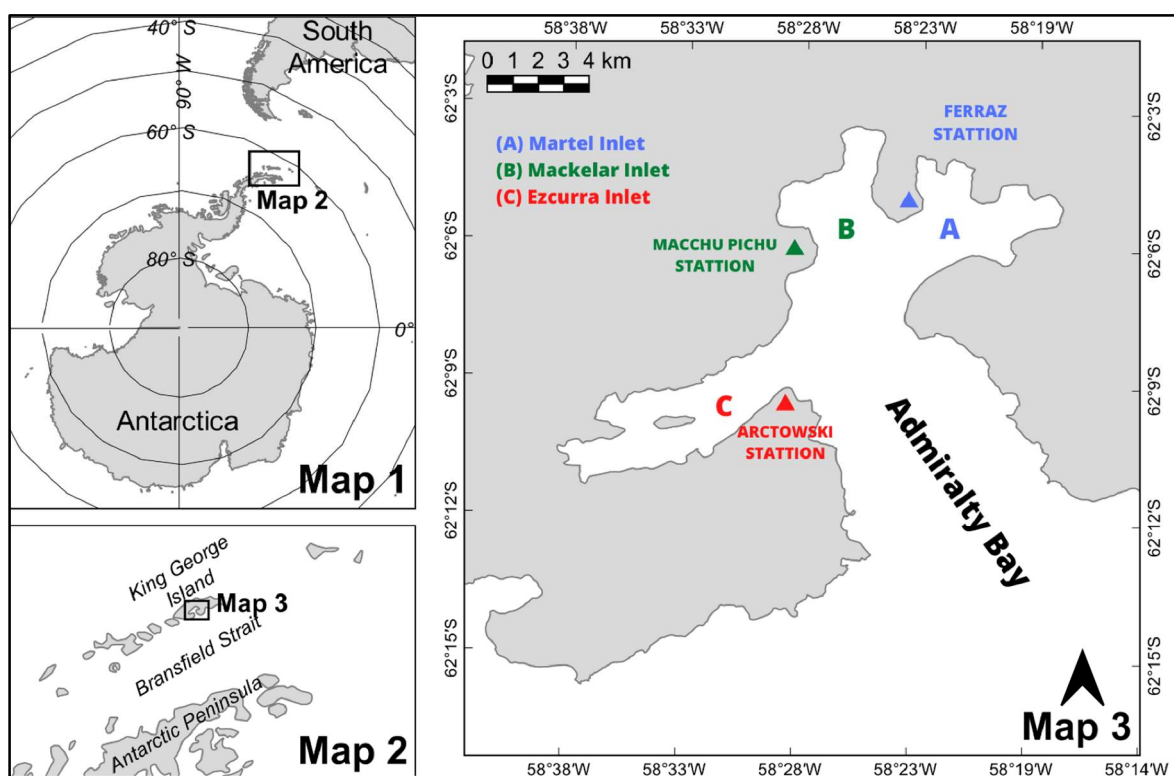 40° S
South
America
90° W
60° S
Map 2
80° S
0°
Antarctica
Map 1
King George
Island
Map 3
Bransfield Strait
Antarctic Peninsula
Map 2
58°38'W
58°33'W
58°28'W
58°23'W
58°19'W
0 1 2 3 4 km
62°3'S
62°3'S
FERRAZ
STATTION
(A) Martel Inlet
(B) Mackelar Inlet
(C) Ezcurra Inlet
B
A
62°6'S
62°6'S
MACCHU PICHU
STATTION
62°9'S
62°9'S
C
ARCTOWSKI
STATTION
Admiralty Bay
62°12'S
62°12'S
62°15'S
62°15'S
Map 3
58°38'W
58°33'W
58°28'W
58°23'W
58°19'W
58°14'W